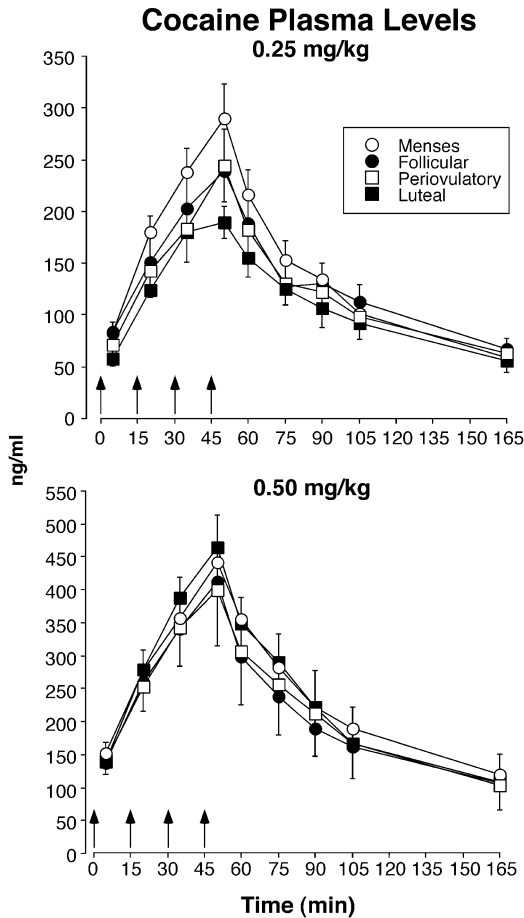 Cocaine Plasma Levels
0.25 mg/kg
350
300
250
200
150
100
50
0
Menses
Follicular
Periovulatory
Luteal
0 15 30 45 60 75 90 105 120 135 150 165
ng/ml
0.50 mg/kg
550
500
450
400
350
300
250
200
150
100
50
0
0 15 30 45 60 75 90 105 120 135 150 165
Time (min)